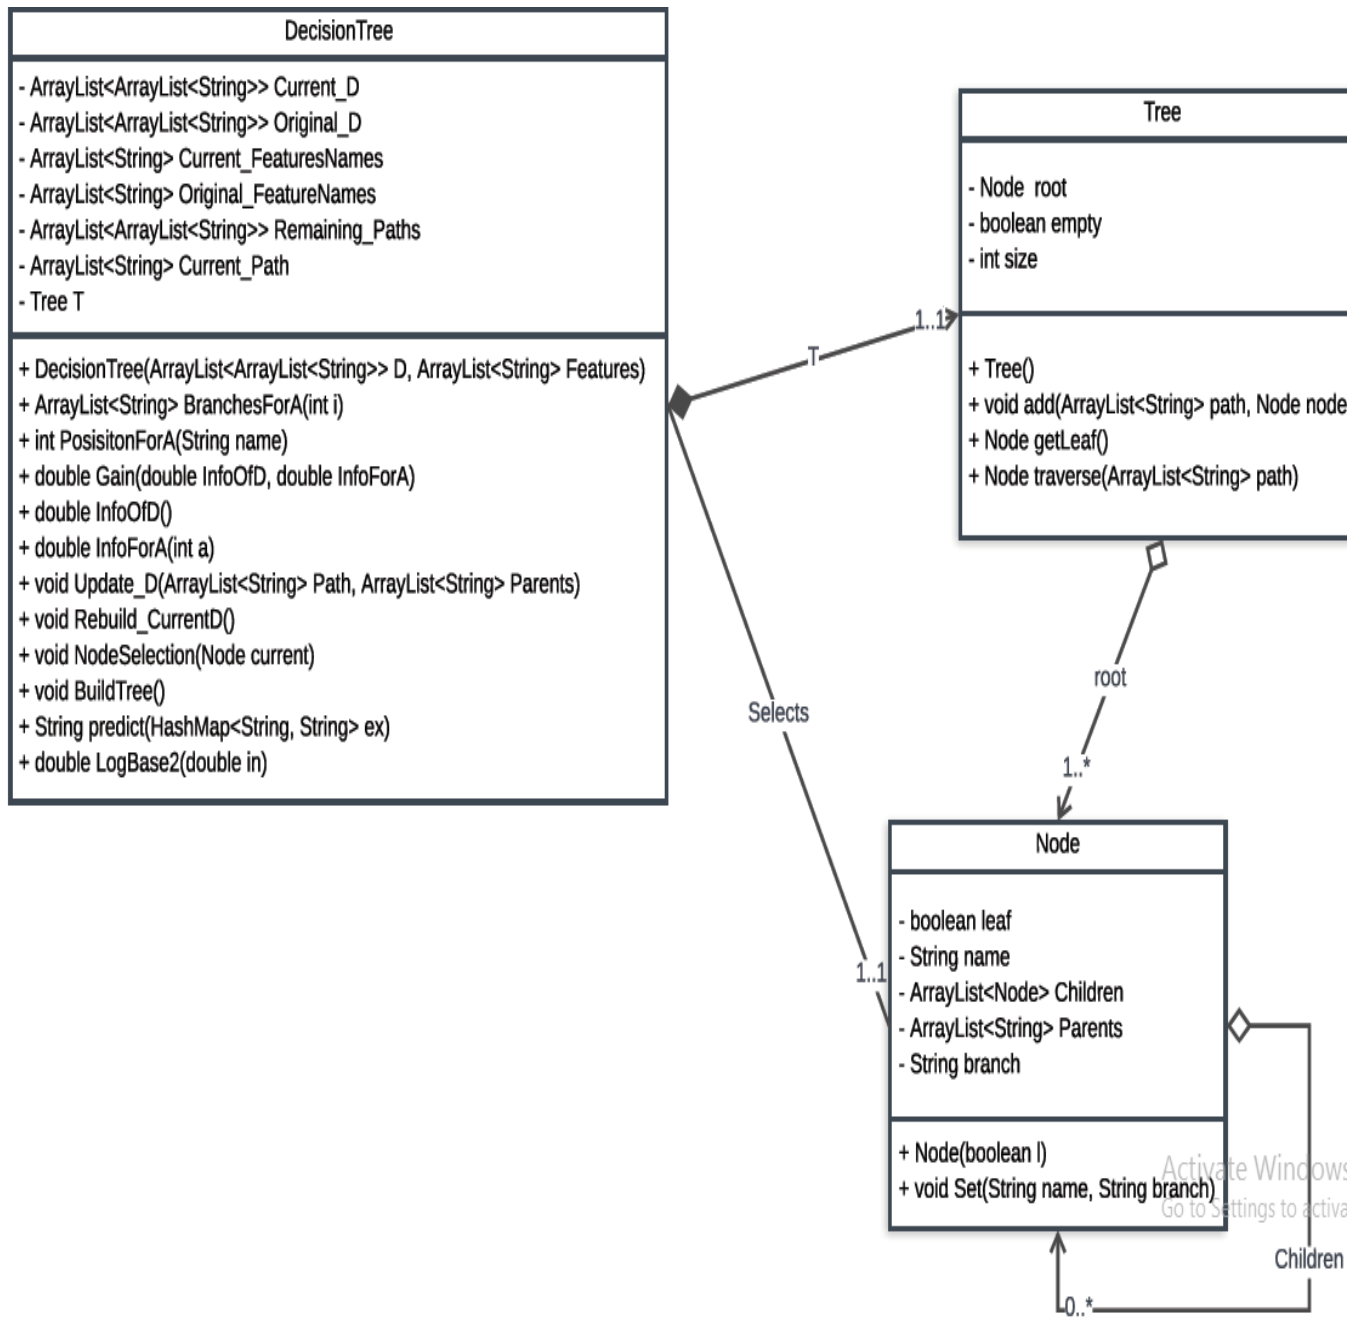 DecisionTree
- ArrayList<ArrayList<String>> Current_D
- ArrayList<ArrayList<String>> Original_D
- ArrayList<String> Current_FeaturesNames
- ArrayList<String> Original_FeatureNames
- ArrayList<ArrayList<String>> Remaining_Paths
- ArrayList<String> Current_Path
- Tree T
+ DecisionTree(ArrayList<ArrayList<String>> D, ArrayList<String> Features)
+ ArrayList<String> BranchesForA(int i)
+ int PosisitonForA(String name)
+ double Gain(double InfoOfD, double InfoForA)
+ double InfoOfD()
+ double InfoForA(int a)
+ void Update_D(ArrayList<String> Path, ArrayList<String> Parents)
+ void Rebuild_CurrentD()
+ void NodeSelection(Node current)
+ void BuildTree()
+ String predict(HashMap<String, String> ex)
+ double LogBase2(double in)
T
1..1
Tree
- Node root
- boolean empty
- int size
+ Tree()
+ void add(ArrayList<String> path, Node node
+ Node getLeaf()
+ Node traverse(ArrayList<String> path)
root
1..*
Selects
1..1
Node
- boolean leaf
- String name
- ArrayList<Node> Children
- ArrayList<String> Parents
- String branch
+ Node(boolean l)
+ void Set(String name, String branch)
Activate Windows
Go to Settings to activa
Children
0..*